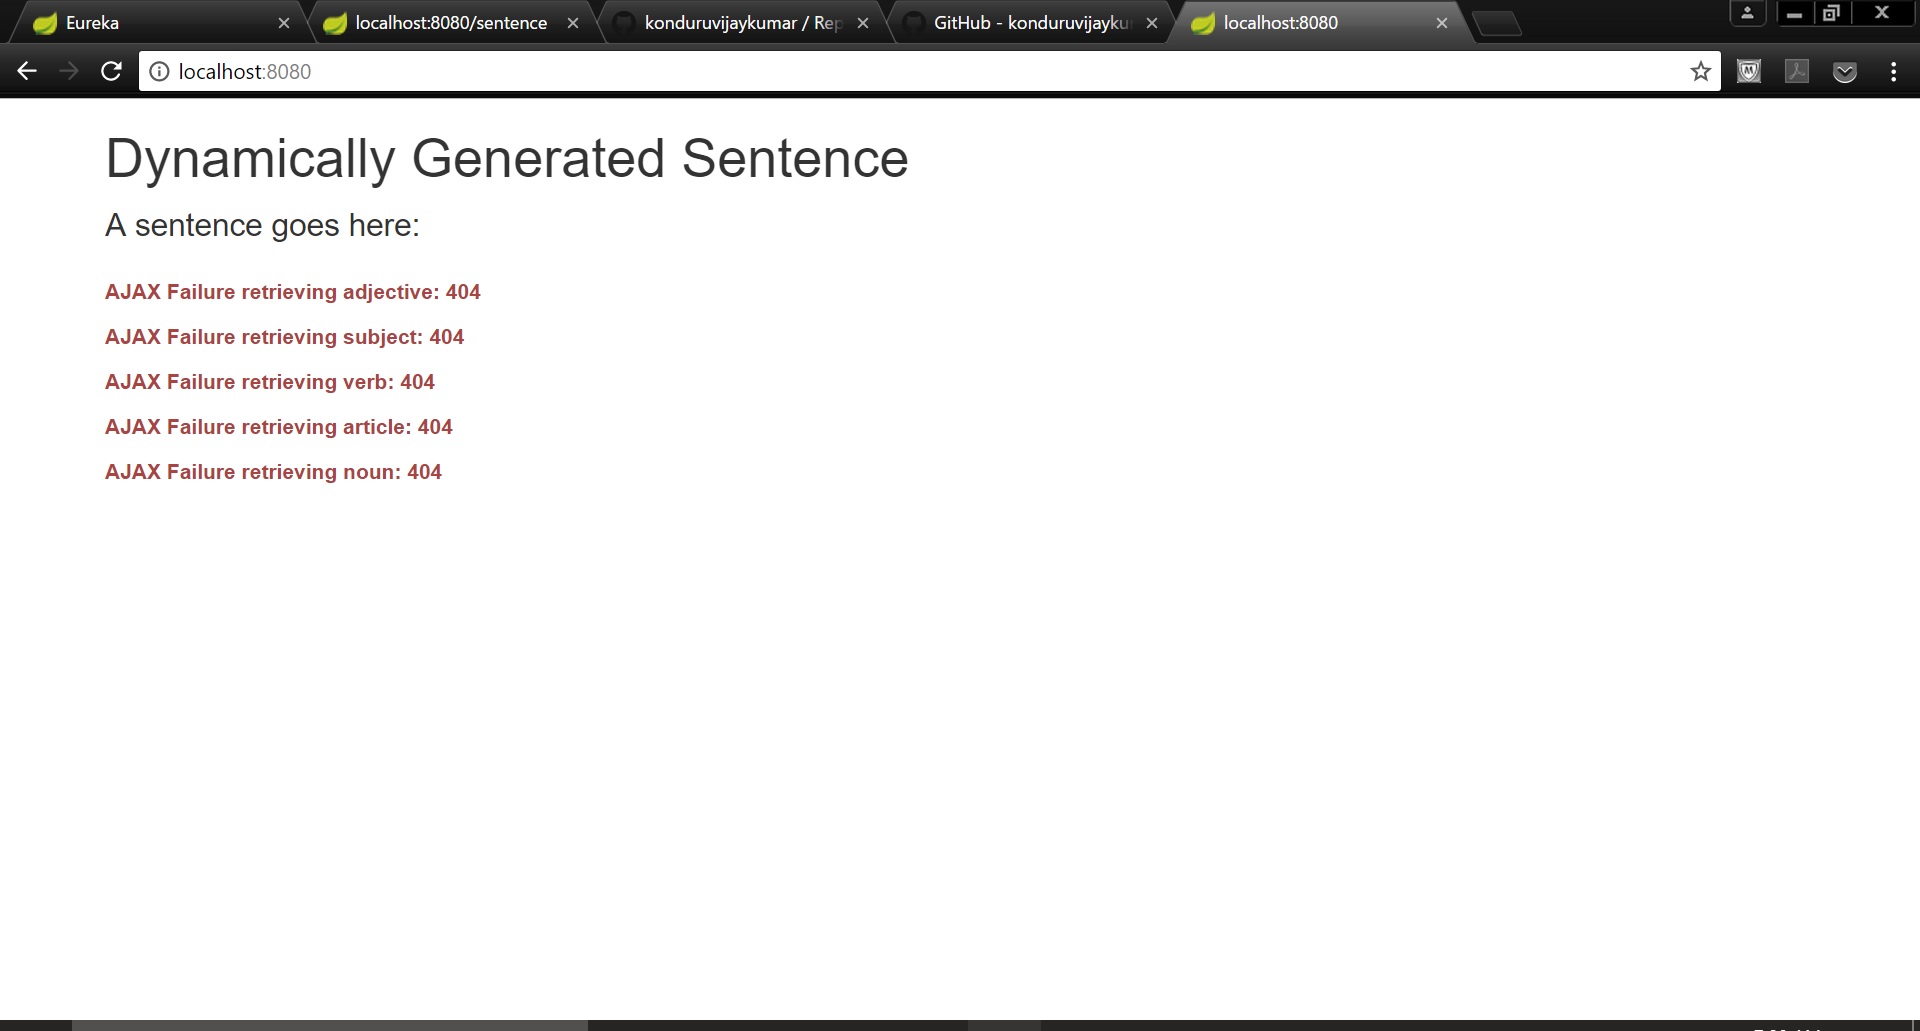 Eureka
localhost:8080/sentence
konduruvijaykumar / Rep
GitHub - konduruvijayku
localhost:8080
localhost:8080
Dynamically Generated Sentence
A sentence goes here:
AJAX Failure retrieving adjective: 404
AJAX Failure retrieving subject: 404
AJAX Failure retrieving verb: 404
AJAX Failure retrieving article: 404
AJAX Failure retrieving noun: 404